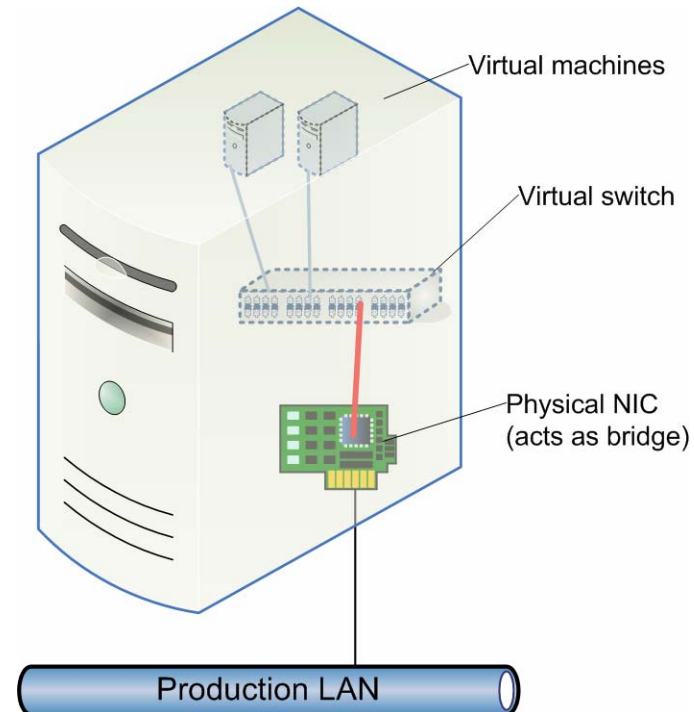 Virtual machines
Virtual switch
Physical NIC
(acts as bridge)
Production LAN